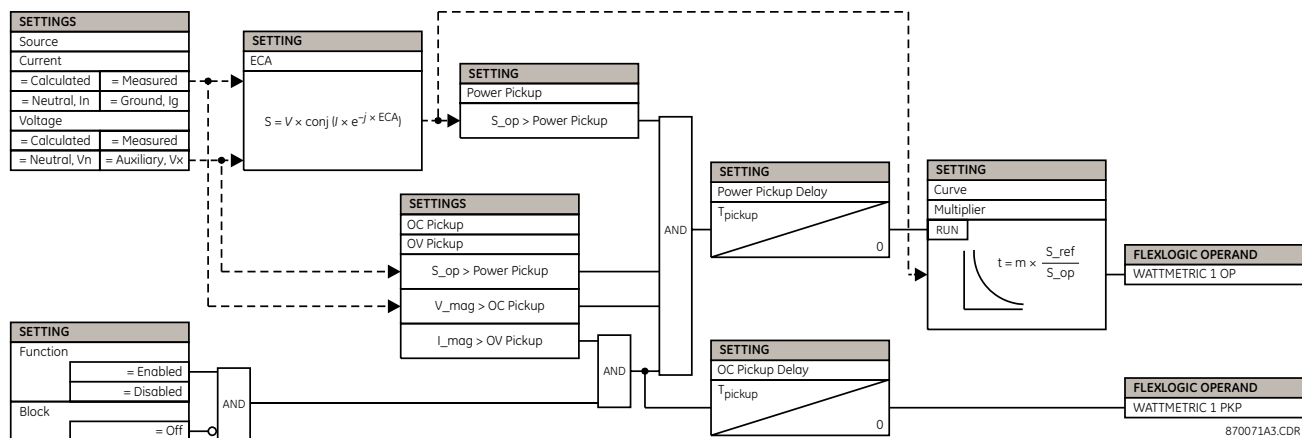 SETTINGS
Source
Current
= Calculated = Measured
= Neutral, In = Ground, Ig
Voltage
= Calculated = Measured
= Neutral, Vn = Auxiliary, Vx
SETTING
ECA
S = V × conj (I × e–j × ECA)
SETTING
Power Pickup
S_op > Power Pickup
SETTINGS
OC Pickup
OV Pickup
S_op > Power Pickup
V_mag > OC Pickup
I_mag > OV Pickup
SETTING
Function
= Enabled
= Disabled
Block
= Off
AND
AND
AND
SETTING
Power Pickup Delay
Tpickup
0
SETTING
OC Pickup Delay
Tpickup
0
SETTING
Curve
Multiplier
RUN
t = m × S_ref
S_op
FLEXLOGIC OPERAND
WATTMETRIC 1 OP
FLEXLOGIC OPERAND
WATTMETRIC 1 PKP
870071A3.CDR